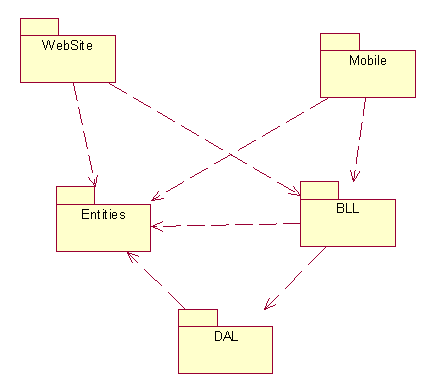 WebSite
Mobile
Entities
BLL
DAL